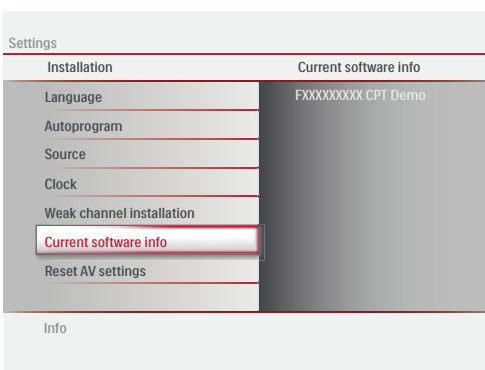 Settings
Installation Current software info
Language FXXXXXXXXX CPT Demo
Autoprogram
Source
Clock
Weak channel installation
Current software info
Reset AV settings
Info